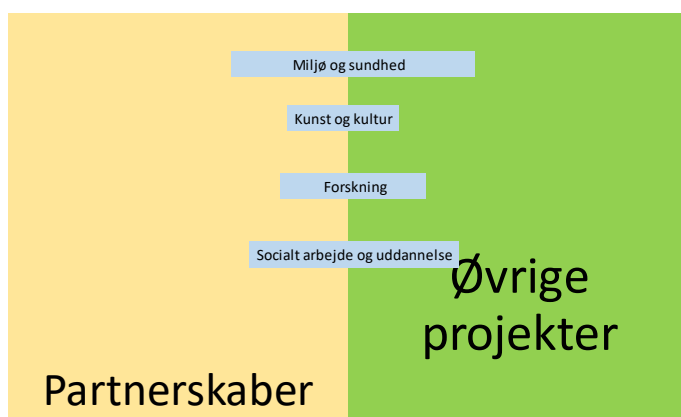 Miljø og sundhed
Kunst og kultur
Forskning
Socialt arbejde og uddannelse
Øvrige
projekter
Partnerskaber